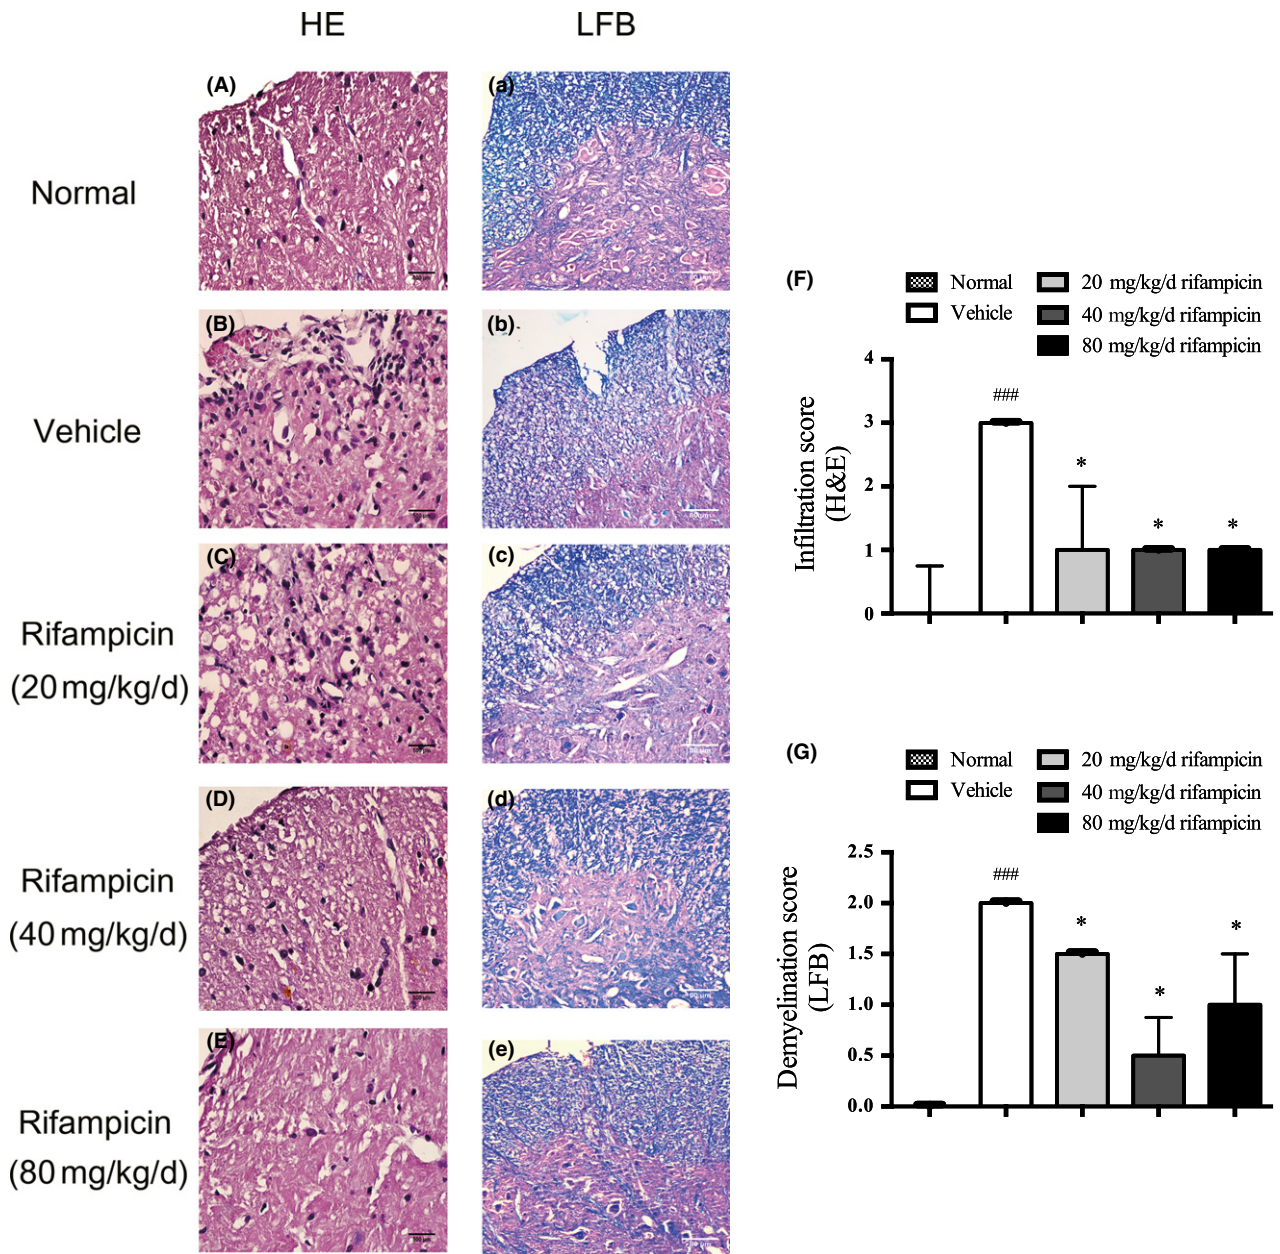 HE LFB
Normal
(A)
(a)
Vehicle
(B)
(b)
Rifampicin
(20 mg/kg/d)
(C)
(c)
Rifampicin
(40 mg/kg/d)
(D)
(d)
Rifampicin
(80 mg/kg/d)
(E)
(e)
(F)
Normal
Vehicle
20 mg/kg/d rifampicin
40 mg/kg/d rifampicin
80 mg/kg/d rifampicin
Infiltration score
(H&E)
4
3
2
1
0
###
*
*
*
(G)
Normal
Vehicle
20 mg/kg/d rifampicin
40 mg/kg/d rifampicin
80 mg/kg/d rifampicin
Demyelination score
(LFB)
2.5
2.0
1.5
1.0
0.5
0.0
###
*
*
*